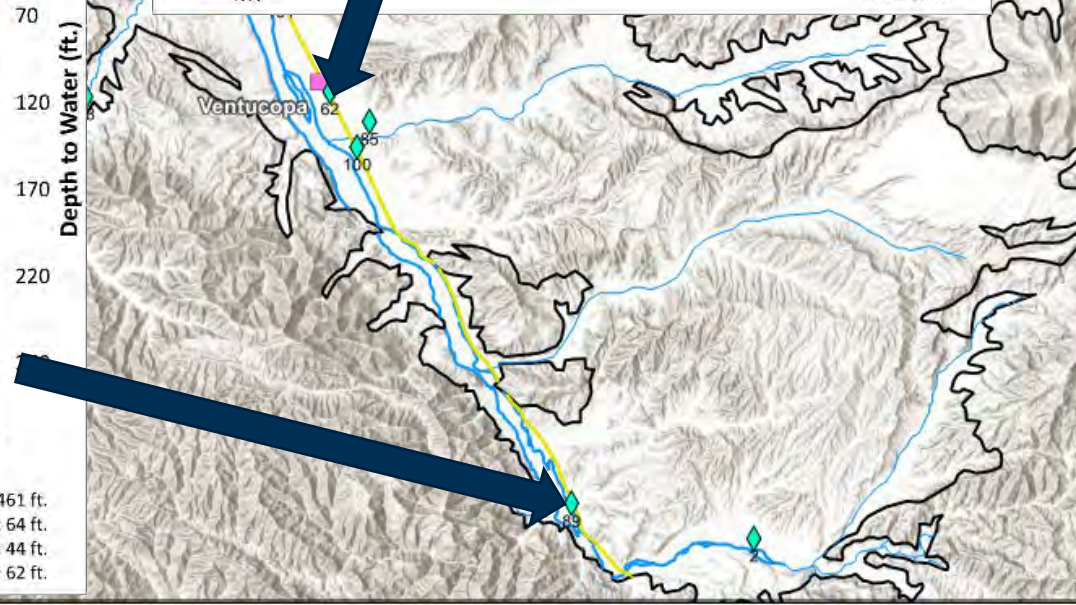 70
Depth to Water (ft.)
120
Ventucopa
62
85
100
170
220
461 ft.
64 ft.
44 ft.
62 ft.
89
2